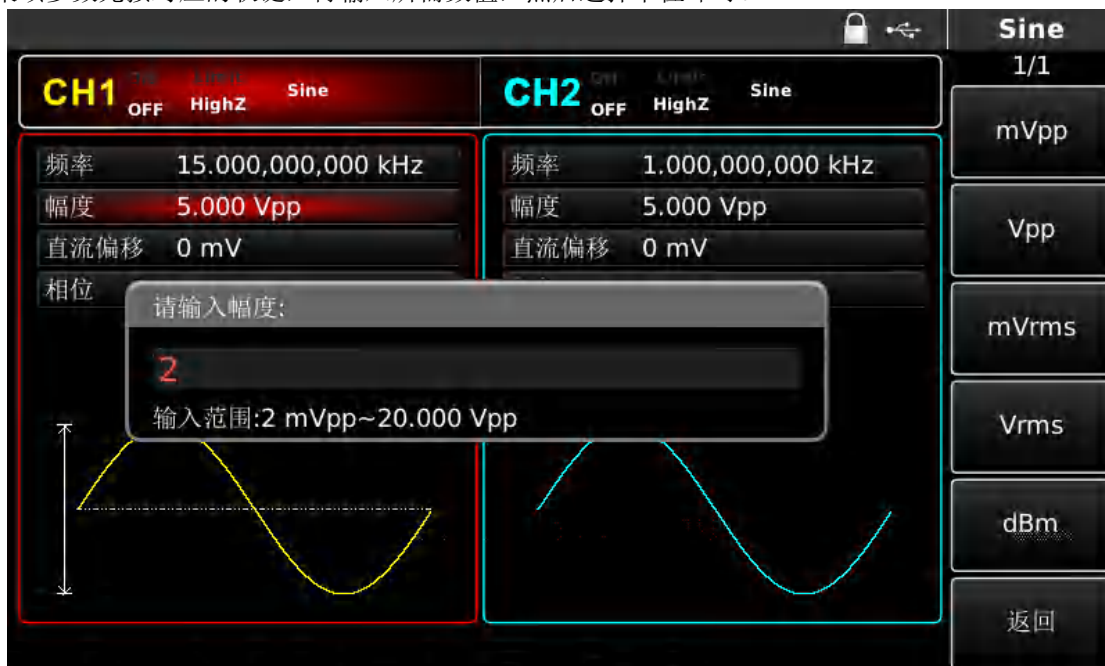 Sine
1/1
CH1 OFF HighZ Sine
CH2 OFF HighZ Sine
频率 15.000,000,000 kHz
幅度 5.000 Vpp
直流偏移 0 mV
相位
频率 1.000,000,000 kHz
幅度 5.000 Vpp
直流偏移 0 mV
请输入幅度:
2
输入范围:2 mVpp~20.000 Vpp
mVpp
Vpp
mVrms
Vrms
dBm
返回